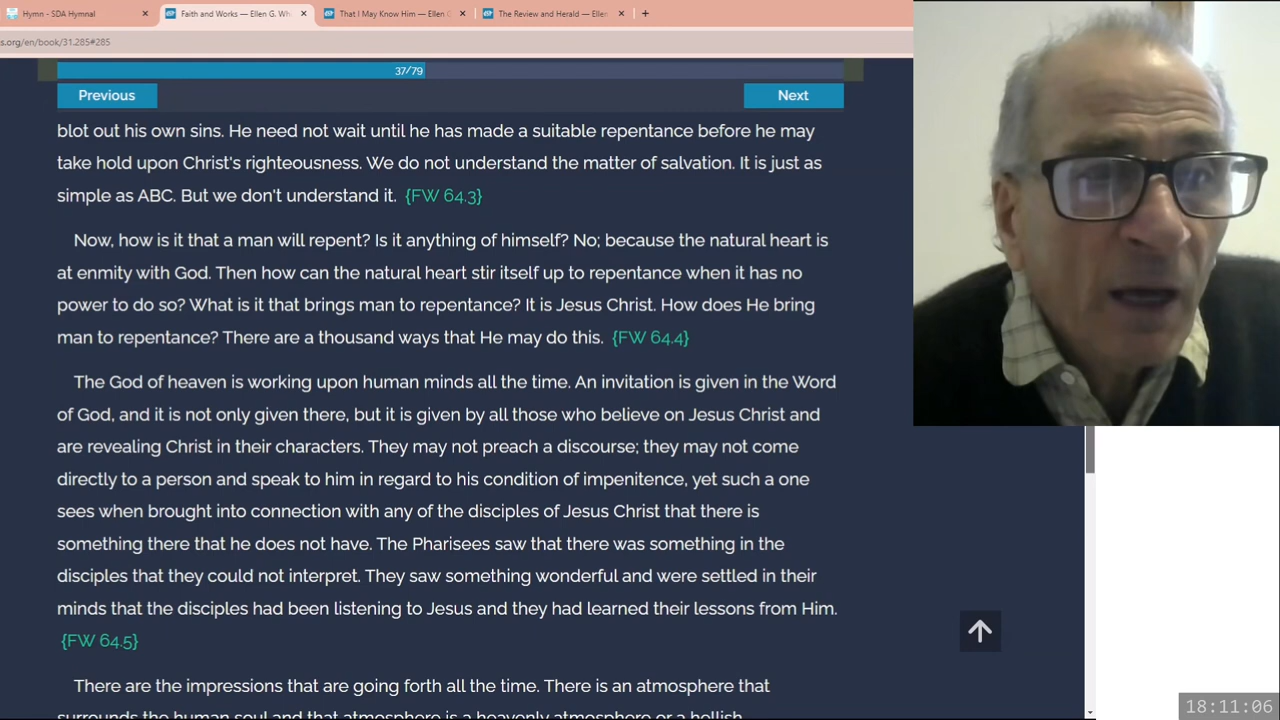 Hymn - SDA Hymnal
Faith and Works — Ellen G. Wh
That I May Know Him — Ellen G
The Review and Herald — Ellen
s.org/en/book/31.285#285
37/79
Previous
Next
blot out his own sins. He need not wait until he has made a suitable repentance before he may
take hold upon Christ's righteousness. We do not understand the matter of salvation. It is just as
simple as ABC. But we don't understand it. {FW 64.3}
Now, how is it that a man will repent? Is it anything of himself? No; because the natural heart is
at enmity with God. Then how can the natural heart stir itself up to repentance when it has no
power to do so? What is it that brings man to repentance? It is Jesus Christ. How does He bring
man to repentance? There are a thousand ways that He may do this. {FW 64.4}
The God of heaven is working upon human minds all the time. An invitation is given in the Word
of God, and it is not only given there, but it is given by all those who believe on Jesus Christ and
are revealing Christ in their characters. They may not preach a discourse; they may not come
directly to a person and speak to him in regard to his condition of impenitence, yet such a one
sees when brought into connection with any of the disciples of Jesus Christ that there is
something there that he does not have. The Pharisees saw that there was something in the
disciples that they could not interpret. They saw something wonderful and were settled in their
minds that the disciples had been listening to Jesus and they had learned their lessons from Him.
{FW 64.5}
There are the impressions that are going forth all the time. There is an atmosphere that
surrounds the human soul and that atmosphere is a heavenly atmosphere or a hellish
18:11:06